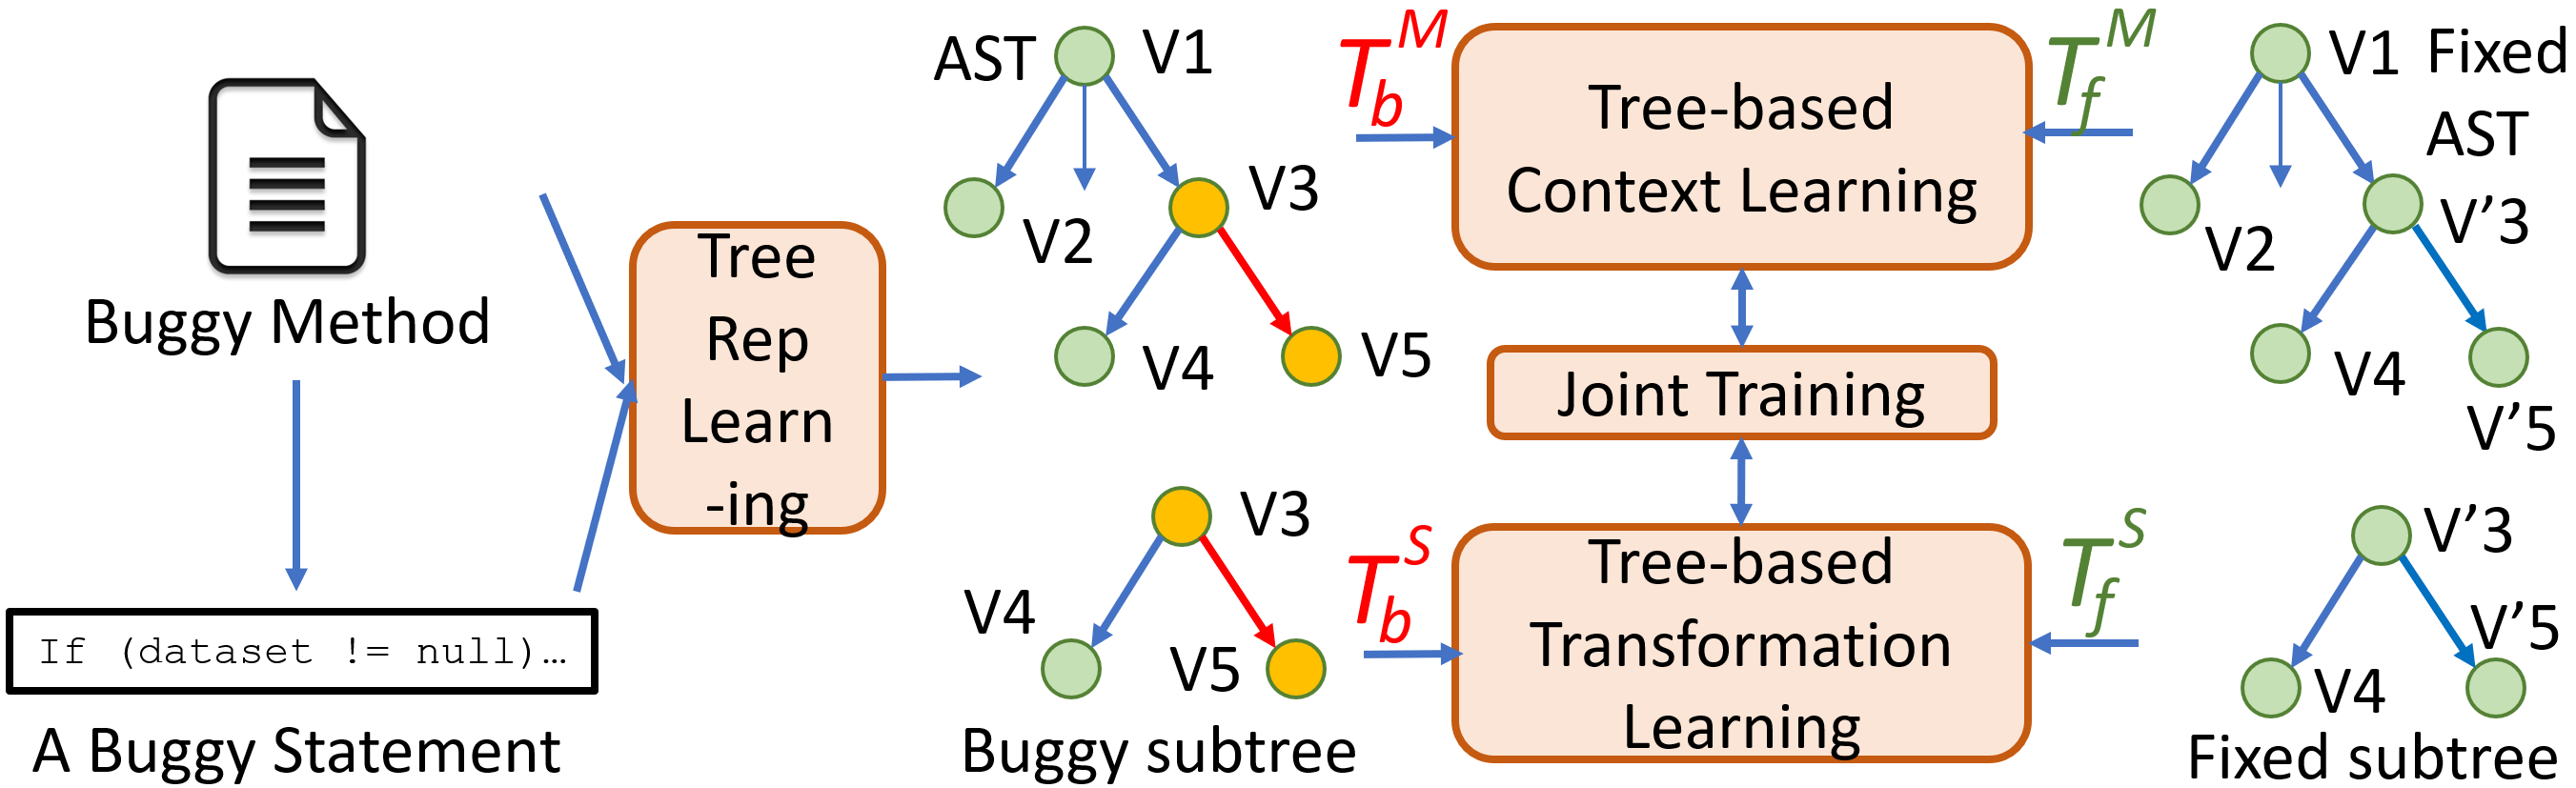 Buggy Method
If (dataset != null)…
A Buggy Statement
Tree
Rep
Learn
-ing
AST
V1
V2
V3
V4
V5
V3
V4
V5
Buggy subtree
T_b^M
T_b^S
Tree-based
Context Learning
Joint Training
Tree-based
Transformation
Learning
T_f^M
T_f^S
V1
Fixed
AST
V2
V'3
V4
V'5
V'3
V'5
V4
Fixed subtree